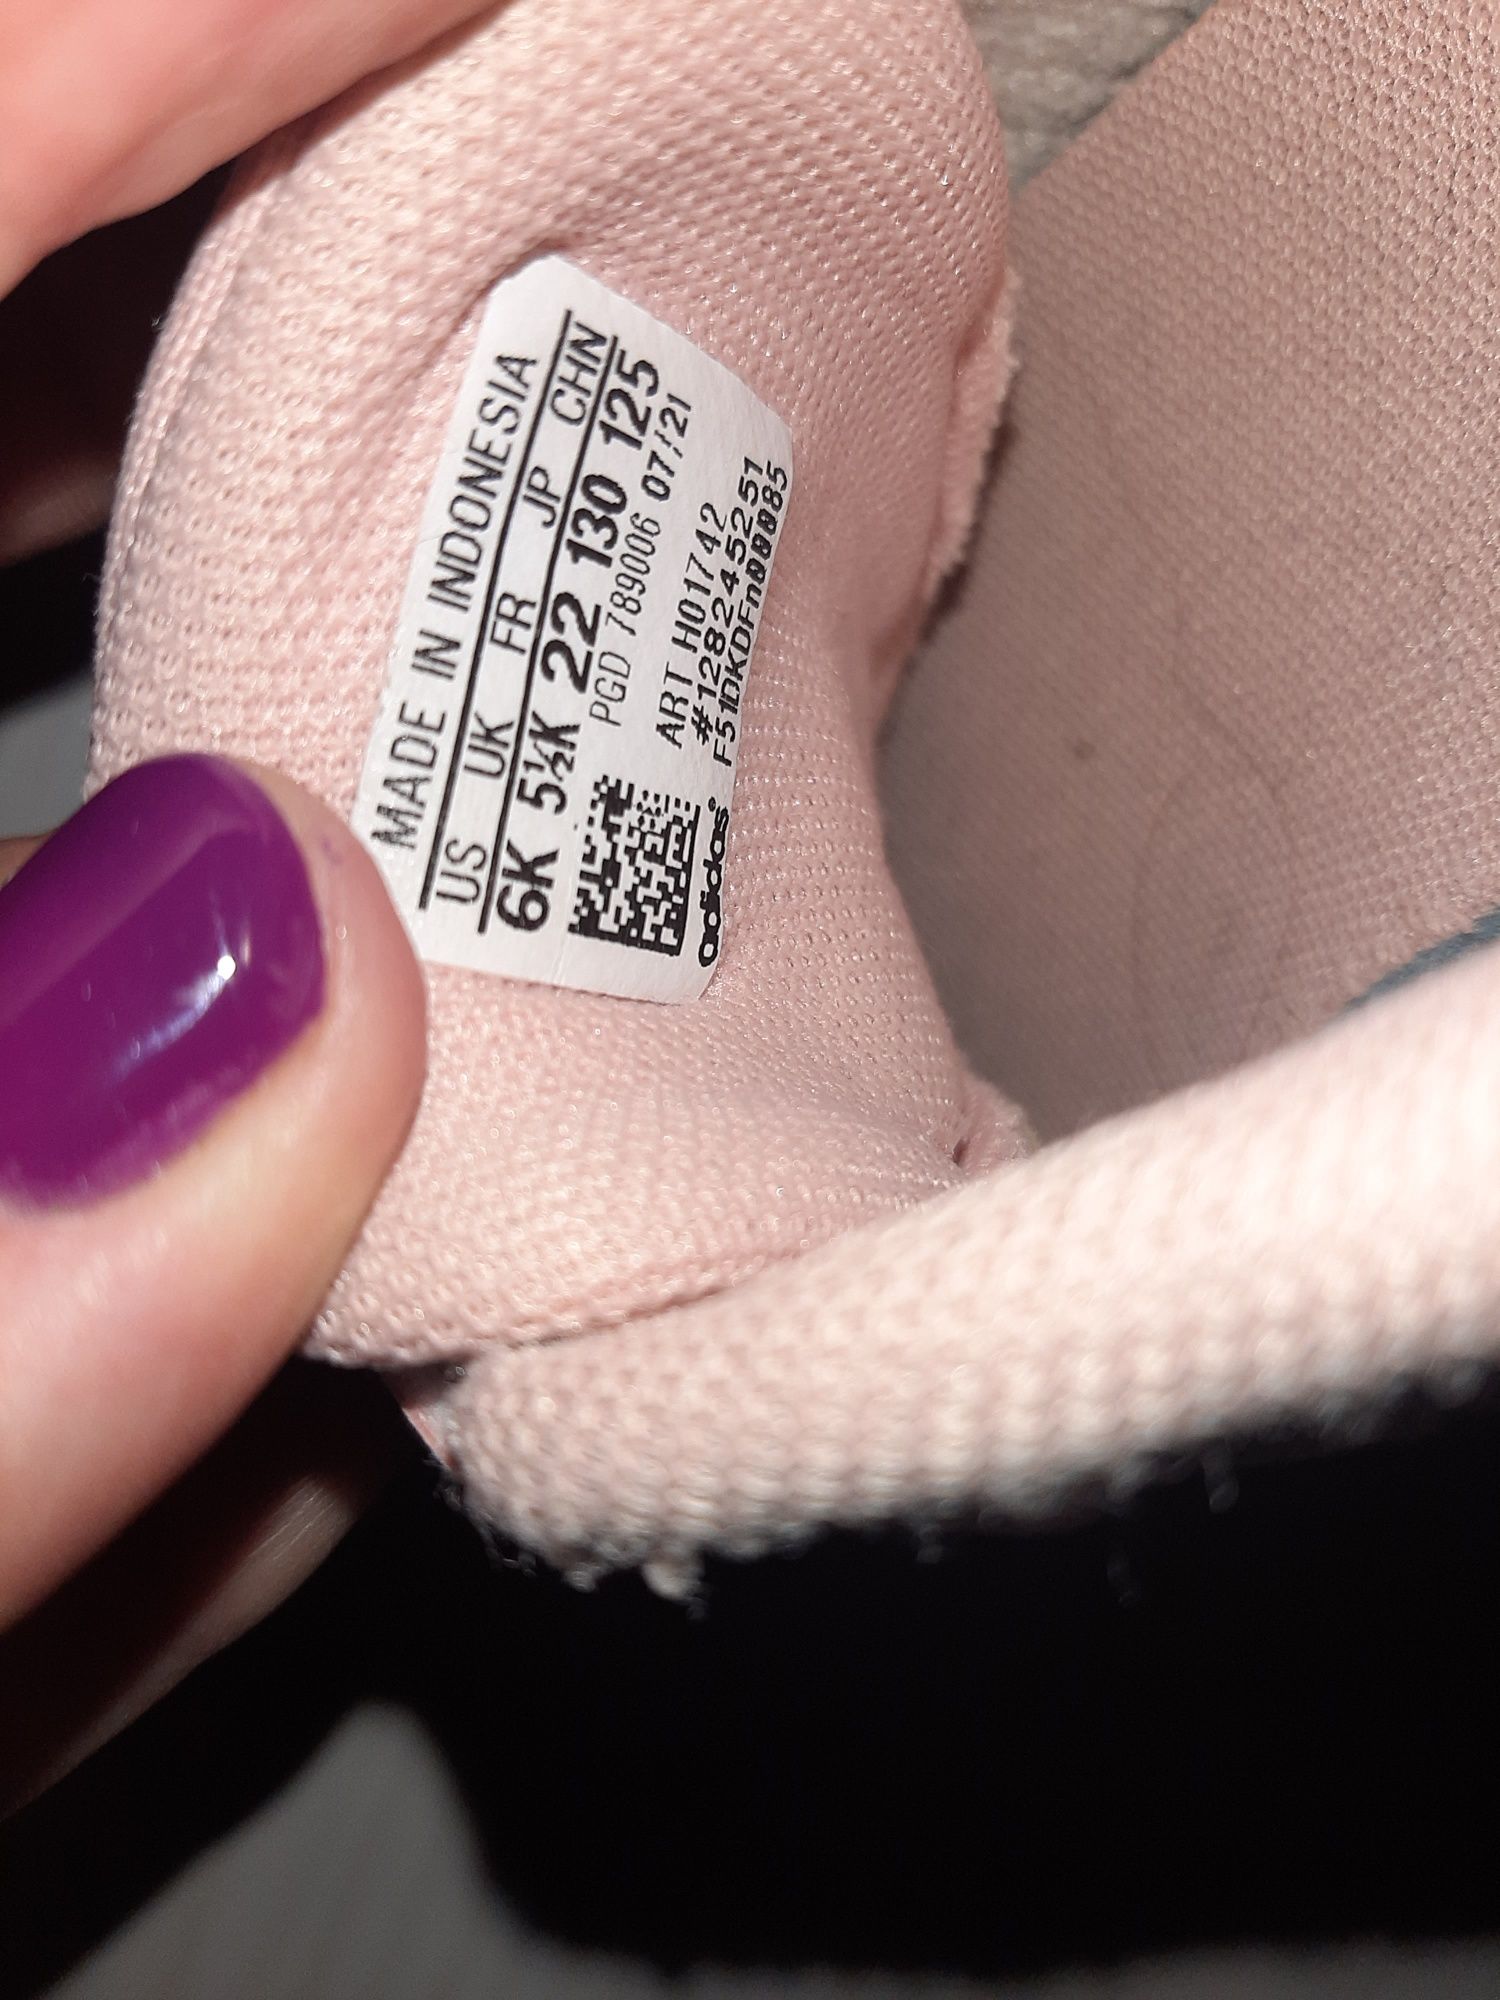 MADE IN INDONESIA
US UK FR JP CHN
6K 5½K 22 130 125
PGD 789006 07/21
ART H01742
#1282452251
adidas®